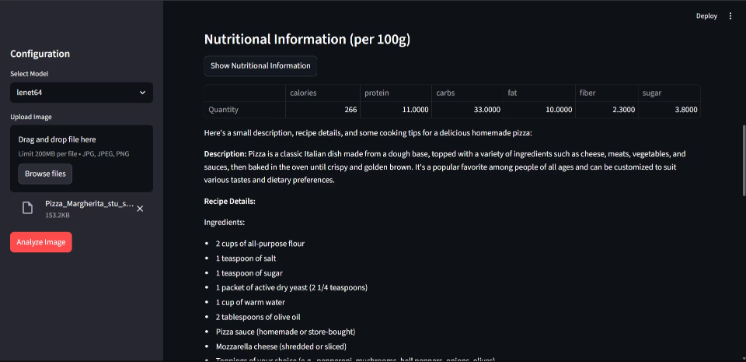 Deploy
Configuration
Select Model
lenet64
Upload Image
Drag and drop file here
Limit 200MB per file • JPG, JPEG, PNG
Browse files
Pizza_Margherita_stu_s...
153.2KB
Analyze Image
Nutritional Information (per 100g)
Show Nutritional Information
calories protein carbs fat fiber sugar
Quantity 266 11.0000 33.0000 10.0000 2.3000 3.8000
Here's a small description, recipe details, and some cooking tips for a delicious homemade pizza:
Description: Pizza is a classic Italian dish made from a dough base, topped with a variety of ingredients such as cheese, meats, vegetables, and
sauces, then baked in the oven until crispy and golden brown. It's a popular favorite among people of all ages and can be customized to suit
various tastes and dietary preferences.
Recipe Details:
Ingredients:
• 2 cups of all-purpose flour
• 1 teaspoon of salt
• 1 teaspoon of sugar
• 1 packet of active dry yeast (2 1/4 teaspoons)
• 1 cup of warm water
• 2 tablespoons of olive oil
• Pizza sauce (homemade or store-bought)
• Mozzarella cheese (shredded or sliced)
• Toppings of your choice (e.g., pepperoni, mushrooms, bell peppers, onions, olives)